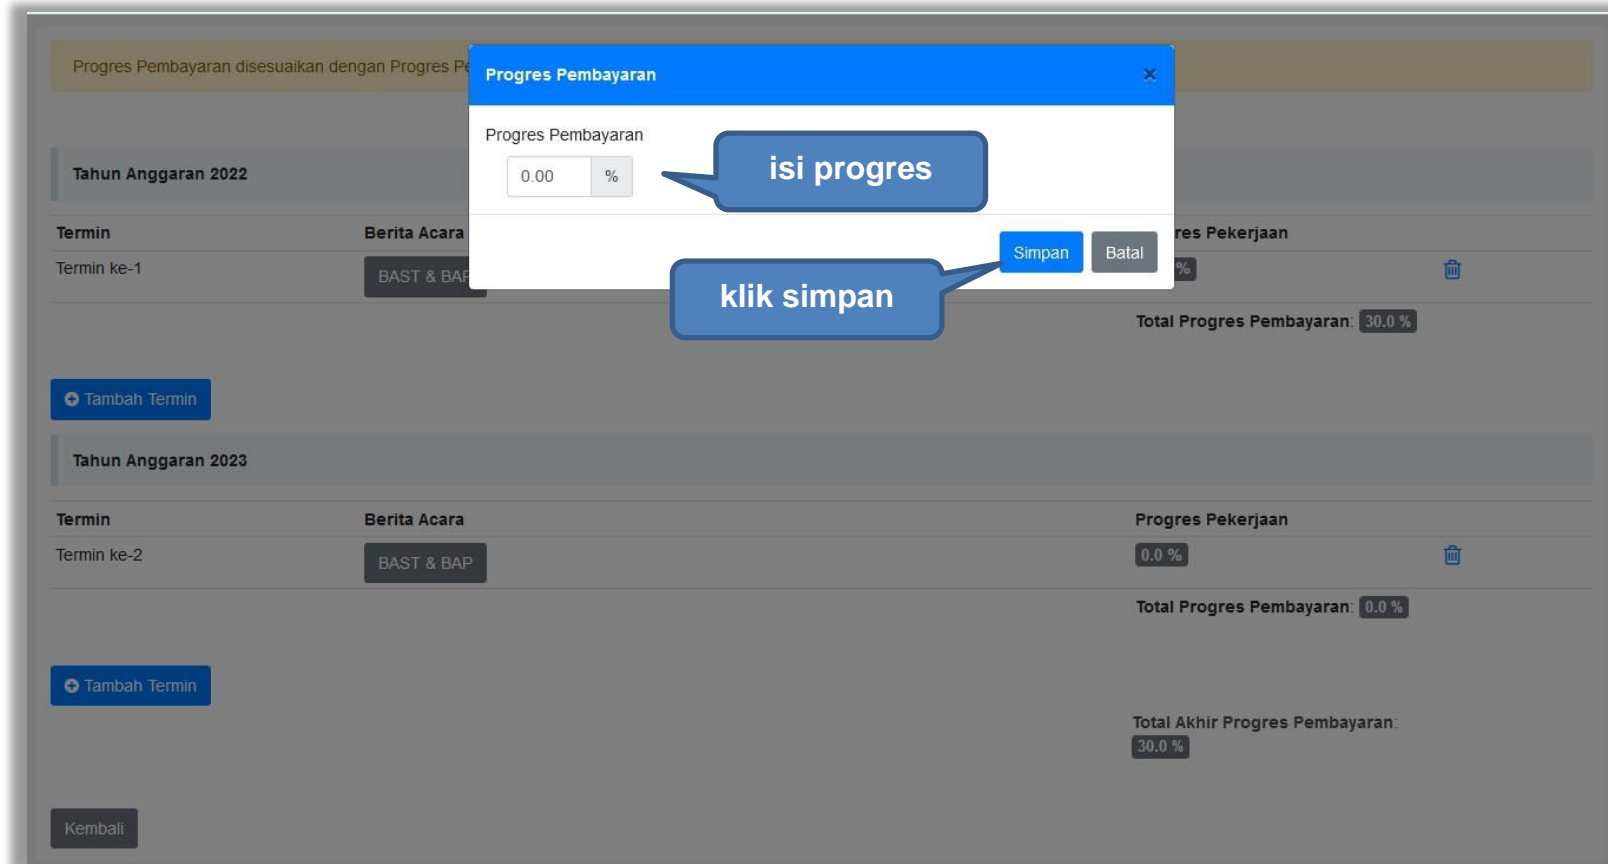 Progres Pembayaran disesuaikan dengan Progres
Progres Pembayaran ×
Progres Pembayaran
0.00 %
isi progres
Simpan Batal
klik simpan
Tahun Anggaran 2022
Termin Berita Acara Pekerjaan
Termin ke-1 BAST & %
Total Progres Pembayaran: 30.0 %
Tambah Termin
Tahun Anggaran 2023
Termin Berita Acara Progres Pekerjaan
Termin ke-2 BAST & BAP 0.0 %
Total Progres Pembayaran: 0.0 %
Tambah Termin
Total Akhir Progres Pembayaran:
30.0 %
Kembali